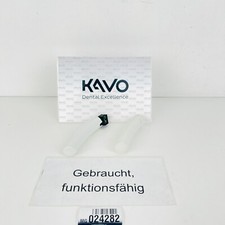 KAVO
Dental Excellence
Gebraucht,
funktionsfähig
024282